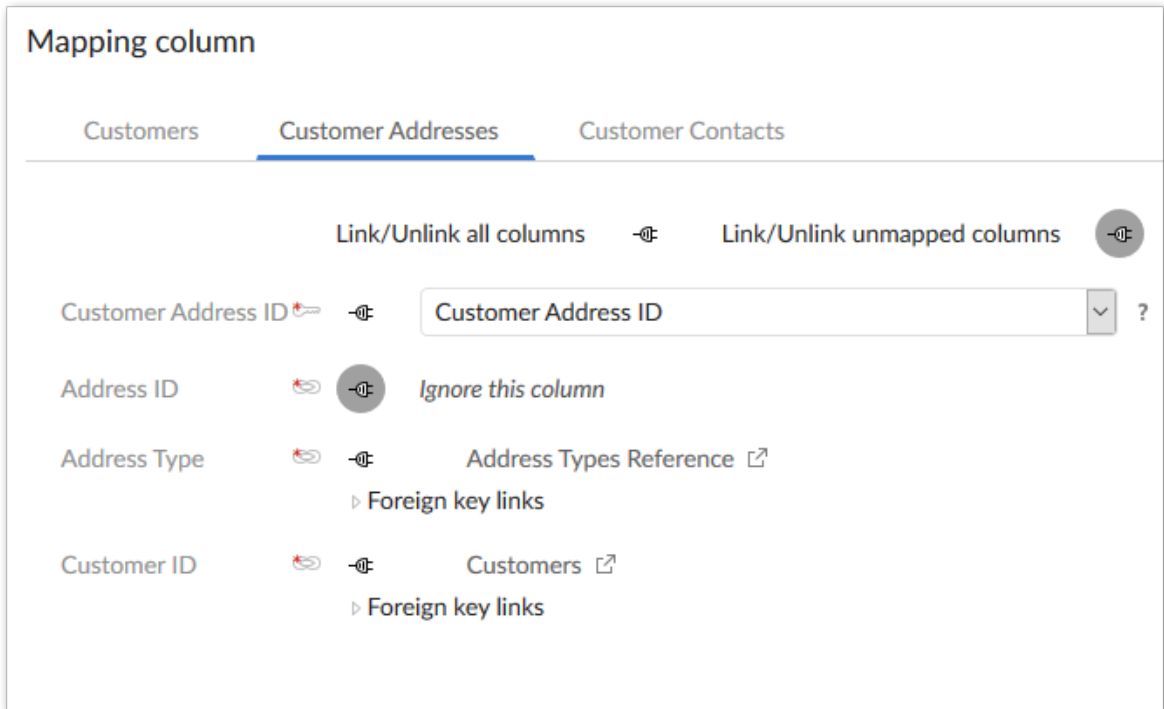 Mapping column
Customers Customer Addresses Customer Contacts
Link/Unlink all columns Link/Unlink unmapped columns
Customer Address ID Customer Address ID ?
Address ID Ignore this column
Address Type Address Types Reference
Foreign key links
Customer ID Customers
Foreign key links